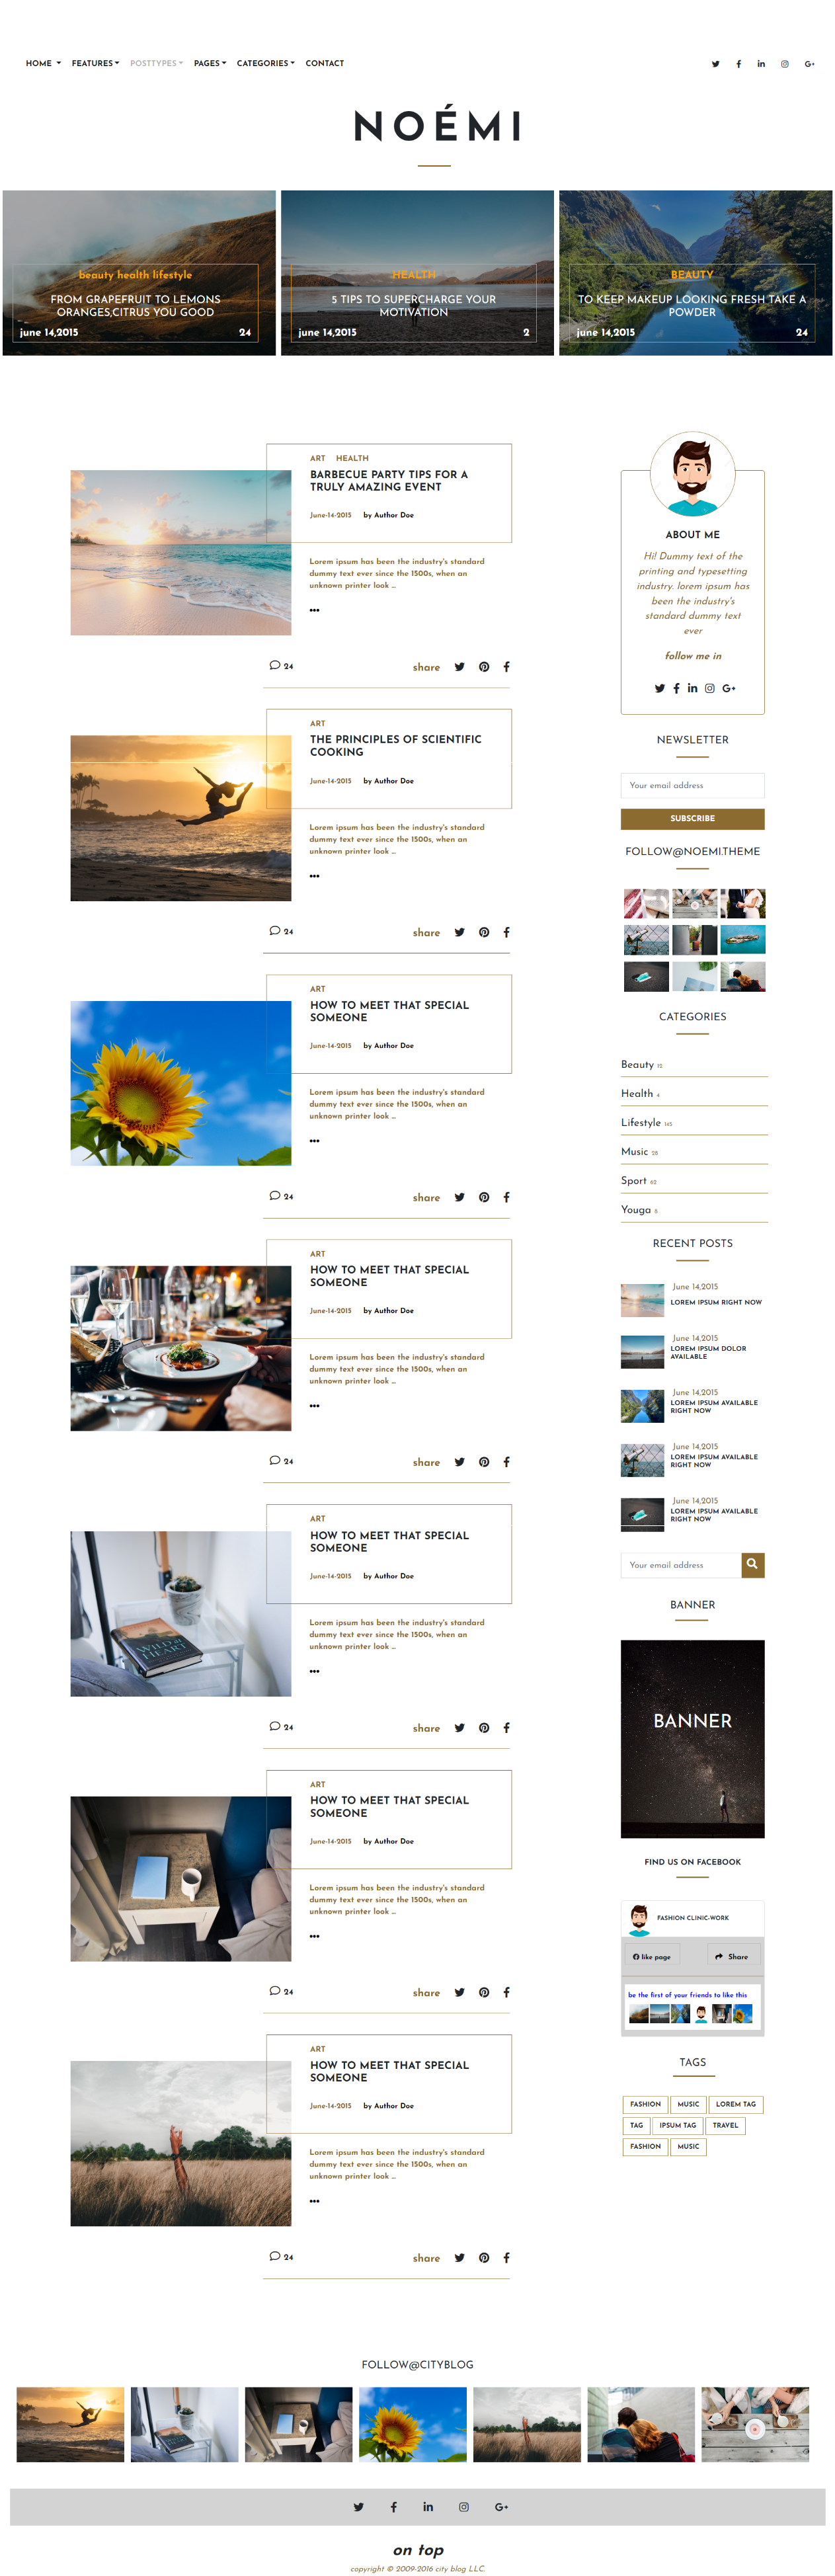 HOME FEATURES POSTTYPES PAGES CATEGORIES CONTACT
NOÉMI
beauty health lifestyle
FROM GRAPEFRUIT TO LEMONS
ORANGES,CITRUS YOU GOOD
june 14,2015 24
HEALTH
5 TIPS TO SUPERCHARGE YOUR
MOTIVATION
june 14,2015 2
BEAUTY
TO KEEP MAKEUP LOOKING FRESH TAKE A
POWDER
june 14,2015 24
ART HEALTH
BARBECUE PARTY TIPS FOR A
TRULY AMAZING EVENT
June-14-2015 by Author Doe
Lorem ipsum has been the industry's standard
dummy text ever since the 1500s, when an
unknown printer look ...
•••
24 share
ART
THE PRINCIPLES OF SCIENTIFIC
COOKING
June-14-2015 by Author Doe
Lorem ipsum has been the industry's standard
dummy text ever since the 1500s, when an
unknown printer look ...
•••
24 share
ART
HOW TO MEET THAT SPECIAL
SOMEONE
June-14-2015 by Author Doe
Lorem ipsum has been the industry's standard
dummy text ever since the 1500s, when an
unknown printer look ...
•••
24 share
ART
HOW TO MEET THAT SPECIAL
SOMEONE
June-14-2015 by Author Doe
Lorem ipsum has been the industry's standard
dummy text ever since the 1500s, when an
unknown printer look ...
•••
24 share
ART
HOW TO MEET THAT SPECIAL
SOMEONE
June-14-2015 by Author Doe
WILD at
HEART
Lorem ipsum has been the industry's standard
dummy text ever since the 1500s, when an
unknown printer look ...
•••
24 share
ART
HOW TO MEET THAT SPECIAL
SOMEONE
June-14-2015 by Author Doe
Lorem ipsum has been the industry's standard
dummy text ever since the 1500s, when an
unknown printer look ...
•••
24 share
ART
HOW TO MEET THAT SPECIAL
SOMEONE
June-14-2015 by Author Doe
Lorem ipsum has been the industry's standard
dummy text ever since the 1500s, when an
unknown printer look ...
•••
24 share
ABOUT ME
Hi! Dummy text of the
printing and typesetting
industry. lorem ipsum has
been the industry's
standard dummy text
ever
follow me in
NEWSLETTER
Your email address
SUBSCRIBE
FOLLOW@NOEMI.THEME
CATEGORIES
Beauty 12
Health 4
Lifestyle 145
Music 28
Sport
Youga 8
RECENT POSTS
June 14,2015
LOREM IPSUM RIGHT NOW
June 14,2015
LOREM IPSUM DOLOR
AVAILABLE
June 14,2015
LOREM IPSUM AVAILABLE
RIGHT NOW
June 14,2015
LOREM IPSUM AVAILABLE
RIGHT NOW
June 14,2015
LOREM IPSUM AVAILABLE
RIGHT NOW
Your email address
BANNER
BANNER
FIND US ON FACEBOOK
FASHION CLINIC-WORK
like page Share
be the first of your friends to like this
TAGS
FASHION MUSIC LOREM TAG
TAG IPSUM TAG TRAVEL
FASHION MUSIC
FOLLOW@CITYBLOG
on top
copyright © 2009-2016 city blog LLC.